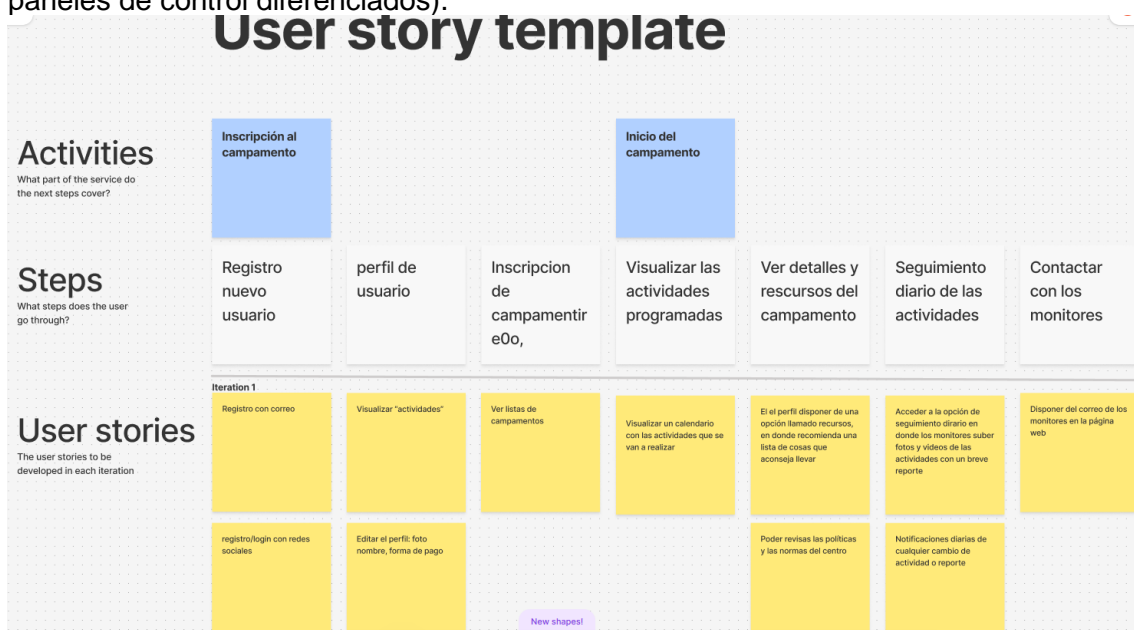 paneles de control diferenciados).
User story template
Activities
What part of the service do
the next steps cover?
Inscripción al
campamento
Inicio del
campamento
Steps
What steps does the user
go through?
Registro
nuevo
usuario
perfil de
usuario
Inscripcion
de
campamentir
e0o,
Visualizar las
actividades
programadas
Ver detalles y
rescursos del
campamento
Seguimiento
diario de las
actividades
Contactar
con los
monitores
Iteration 1
User stories
The user stories to be
developed in each iteration
Registro con correo
Visualizar "actividades"
Ver listas de
campamentos
Visualizar un calendario
con las actividades que se
van a realizar
El el perfil disponer de una
opción llamado recursos,
en donde recomienda una
lista de cosas que
aconseja llevar
Acceder a la opción de
seguimiento dirario en
donde los monitores suber
fotos y videos de las
actividades con un breve
reporte
Disponer del correo de los
monitores en la página
web
registro/login con redes
sociales
Editar el perfil: foto
nombre, forma de pago
Poder revisas las políticas
y las normas del centro
Notificaciones diarias de
cualquier cambio de
actividad o reporte
New shapes!